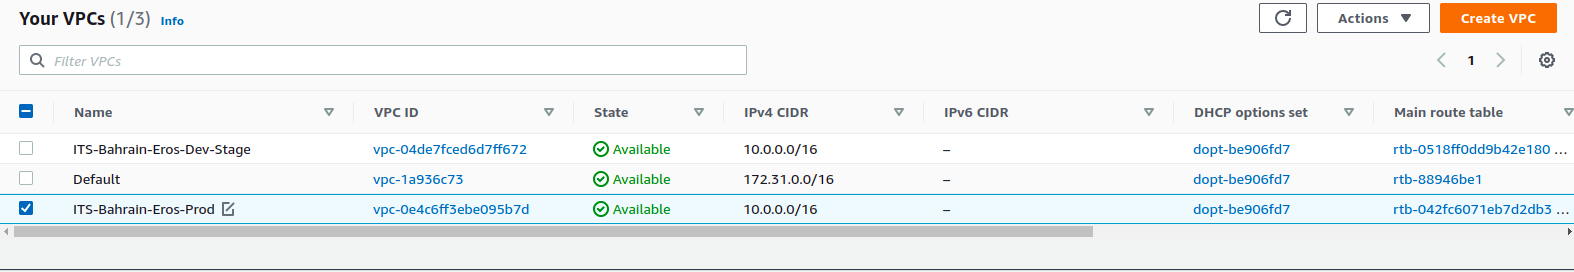 Your VPCs (1/3) Info Actions Create VPC
Filter VPCs 1
Name VPC ID State IPv4 CIDR IPv6 CIDR DHCP options set Main route table
ITS-Bahrain-Eros-Dev-Stage vpc-04de7fced6d7ff672 Available 10.0.0.0/16 – dopt-be906fd7 rtb-0518ff0dd9b42e180 ...
Default vpc-1a936c73 Available 172.31.0.0/16 – dopt-be906fd7 rtb-88946be1
ITS-Bahrain-Eros-Prod vpc-0e4c6ff3ebe095b7d Available 10.0.0.0/16 – dopt-be906fd7 rtb-042fc6071eb7d2db3 ...